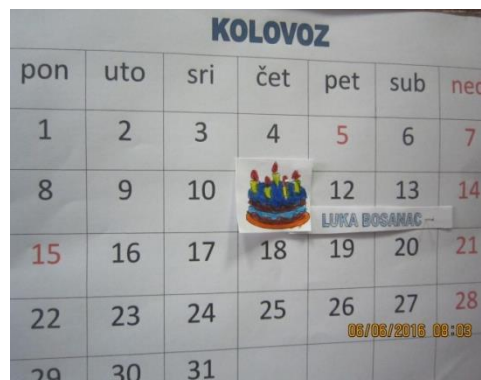 KOLOVOZ
pon uto sri čet pet sub ned
1 2 3 4 5 6 7
8 9 10 12 13 14
LUKA BOSANAC
15 16 17 18 19 20 21
22 23 24 25 26 27 28
06/06/2016 08:03
29 30 31